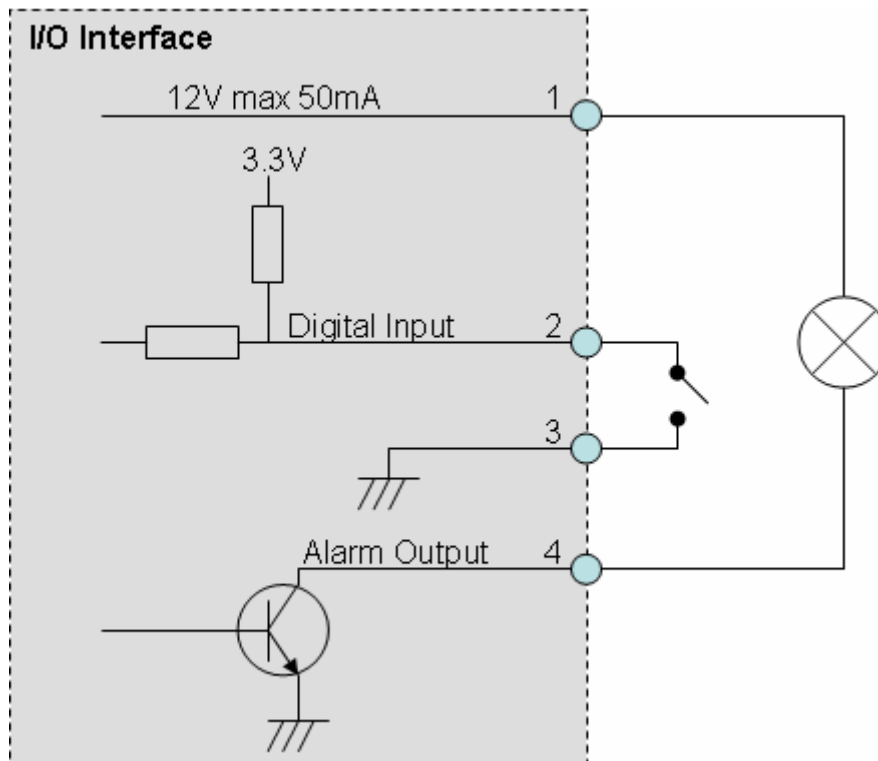 I/O Interface
12V max 50mA 1
3.3V
Digital Input 2
3
Alarm Output 4